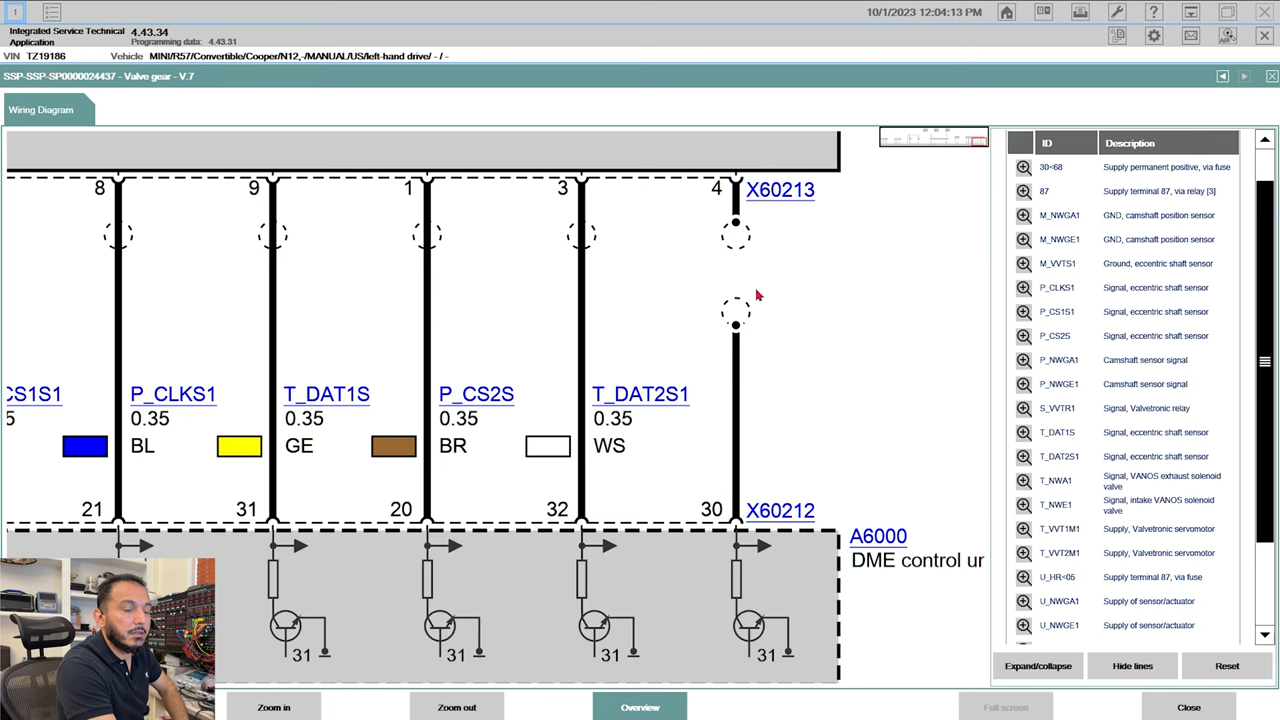 1
10/1/2023 12:04:13 PM
Integrated Service Technical
Application
4.43.34
Programming data: 4.43.31
VIN TZ19186 Vehicle MINI/R57/Convertible/Cooper/N12,-/MANUAL/US/left-hand drive/ - / -
SSP-SSP-SP0000024437 - Valve gear - V.7
Wiring Diagram
8 9 1 3 4 X60213
CS1S1 P_CLKS1 T_DAT1S P_CS2S T_DAT2S1
5 0.35 0.35 0.35 0.35
BL GE BR WS
21 31 20 32 30 X60212
A6000
DME control ur
31 31 31 31
ID Description
30<68 Supply permanent positive, via fuse
87 Supply terminal 87, via relay [3]
M_NWGA1 GND, camshaft position sensor
M_NWGE1 GND, camshaft position sensor
M_VVTS1 Ground, eccentric shaft sensor
P_CLKS1 Signal, eccentric shaft sensor
P_CS1S1 Signal, eccentric shaft sensor
P_CS2S Signal, eccentric shaft sensor
P_NWGA1 Camshaft sensor signal
P_NWGE1 Camshaft sensor signal
S_VVTR1 Signal, Valvetronic relay
T_DAT1S Signal, eccentric shaft sensor
T_DAT2S1 Signal, eccentric shaft sensor
T_NWA1 Signal, VANOS exhaust solenoid
valve
T_NWE1 Signal, intake VANOS solenoid
valve
T_VVT1M1 Supply, Valvetronic servomotor
T_VVT2M1 Supply, Valvetronic servomotor
U_HR<05 Supply terminal 87, via fuse
U_NWGA1 Supply of sensor/actuator
U_NWGE1 Supply of sensor/actuator
Expand/collapse Hide lines Reset
Zoom in Zoom out Overview Full screen Close